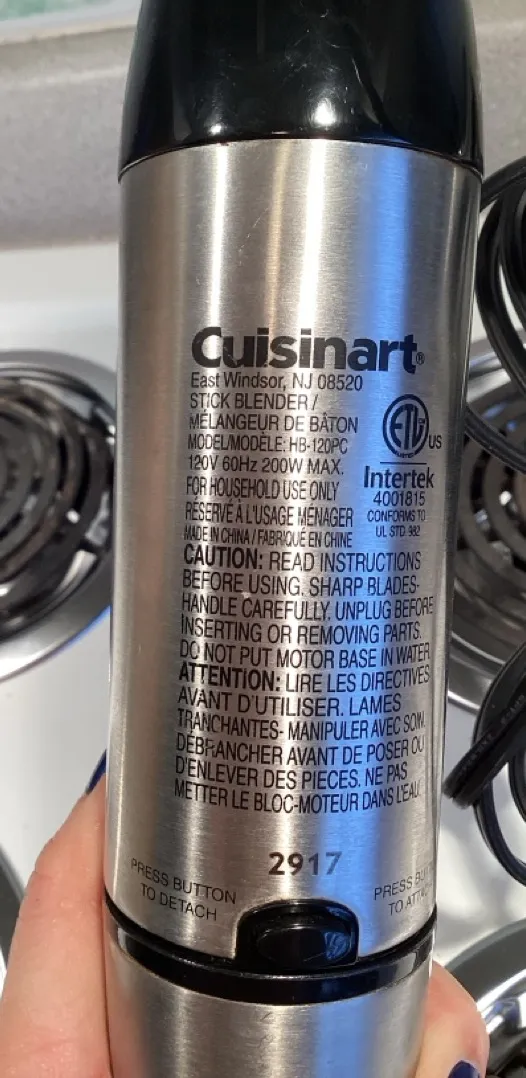 Cuisinart®
East Windsor, NJ 08520
STICK BLENDER /
MÉLANGEUR DE BÂTON
MODEL/MODÈLE: HB-120PC
120V 60Hz 200W MAX.
FOR HOUSEHOLD USE ONLY
RÉSERVÉ À L'USAGE MÉNAGER
MADE IN CHINA / FABRIQUÉ EN CHINE
ETL US
Intertek
4001815
CONFORMS TO
UL STD. 982
CAUTION: READ INSTRUCTIONS
BEFORE USING. SHARP BLADES-
HANDLE CAREFULLY. UNPLUG BEFORE
INSERTING OR REMOVING PARTS.
DO NOT PUT MOTOR BASE IN WATER
ATTENTION: LIRE LES DIRECTIVES
AVANT D'UTILISER. LAMES
TRANCHANTES- MANIPULER AVEC SOIN.
DÉBRANCHER AVANT DE POSER OU
D'ENLEVER DES PIECES. NE PAS
METTER LE BLOC-MOTEUR DANS L'EAU.
2917
PRESS BUTTON
TO DETACH
PRESS
TO